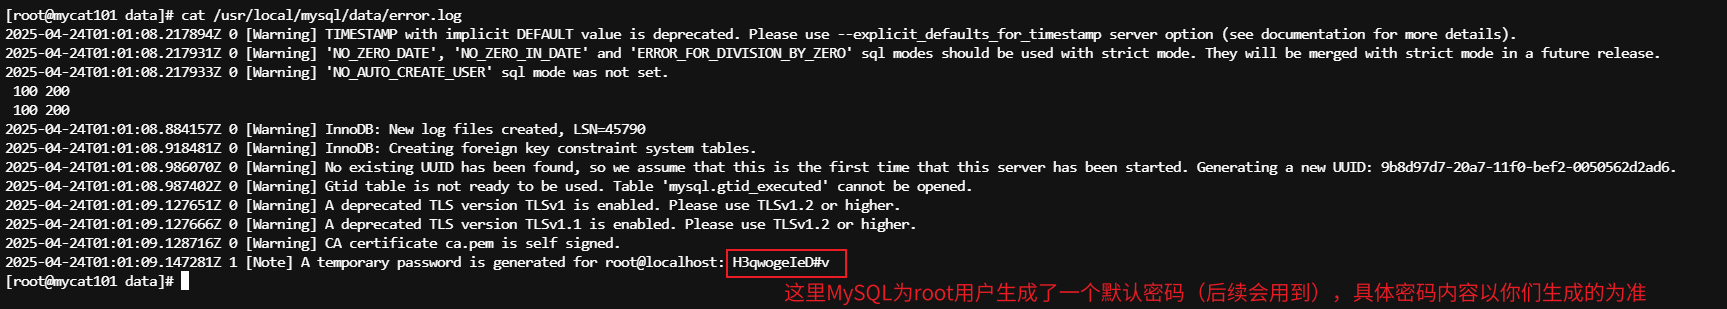 [root@mycat101 data]# cat /usr/local/mysql/data/error.log
2025-04-24T01:01:08.217894Z 0 [Warning] TIMESTAMP with implicit DEFAULT value is deprecated. Please use --explicit_defaults_for_timestamp server option (see documentation for more details).
2025-04-24T01:01:08.217931Z 0 [Warning] 'NO_ZERO_DATE', 'NO_ZERO_IN_DATE' and 'ERROR_FOR_DIVISION_BY_ZERO' sql modes should be used with strict mode. They will be merged with strict mode in a future release.
2025-04-24T01:01:08.217933Z 0 [Warning] 'NO_AUTO_CREATE_USER' sql mode was not set.
 100 200
 100 200
2025-04-24T01:01:08.884157Z 0 [Warning] InnoDB: New log files created, LSN=45790
2025-04-24T01:01:08.918481Z 0 [Warning] InnoDB: Creating foreign key constraint system tables.
2025-04-24T01:01:08.986070Z 0 [Warning] No existing UUID has been found, so we assume that this is the first time that this server has been started. Generating a new UUID: 9b8d97d7-20a7-11f0-bef2-0050562d2ad6.
2025-04-24T01:01:08.987402Z 0 [Warning] Gtid table is not ready to be used. Table 'mysql.gtid_executed' cannot be opened.
2025-04-24T01:01:09.127651Z 0 [Warning] A deprecated TLS version TLSv1 is enabled. Please use TLSv1.2 or higher.
2025-04-24T01:01:09.127666Z 0 [Warning] A deprecated TLS version TLSv1.1 is enabled. Please use TLSv1.2 or higher.
2025-04-24T01:01:09.128716Z 0 [Warning] CA certificate ca.pem is self signed.
2025-04-24T01:01:09.147281Z 1 [Note] A temporary password is generated for root@localhost: H3qwogeIeD#v
[root@mycat101 data]#
这里MySQL为root用户生成了一个默认密码（后续会用到），具体密码内容以你们生成的为准